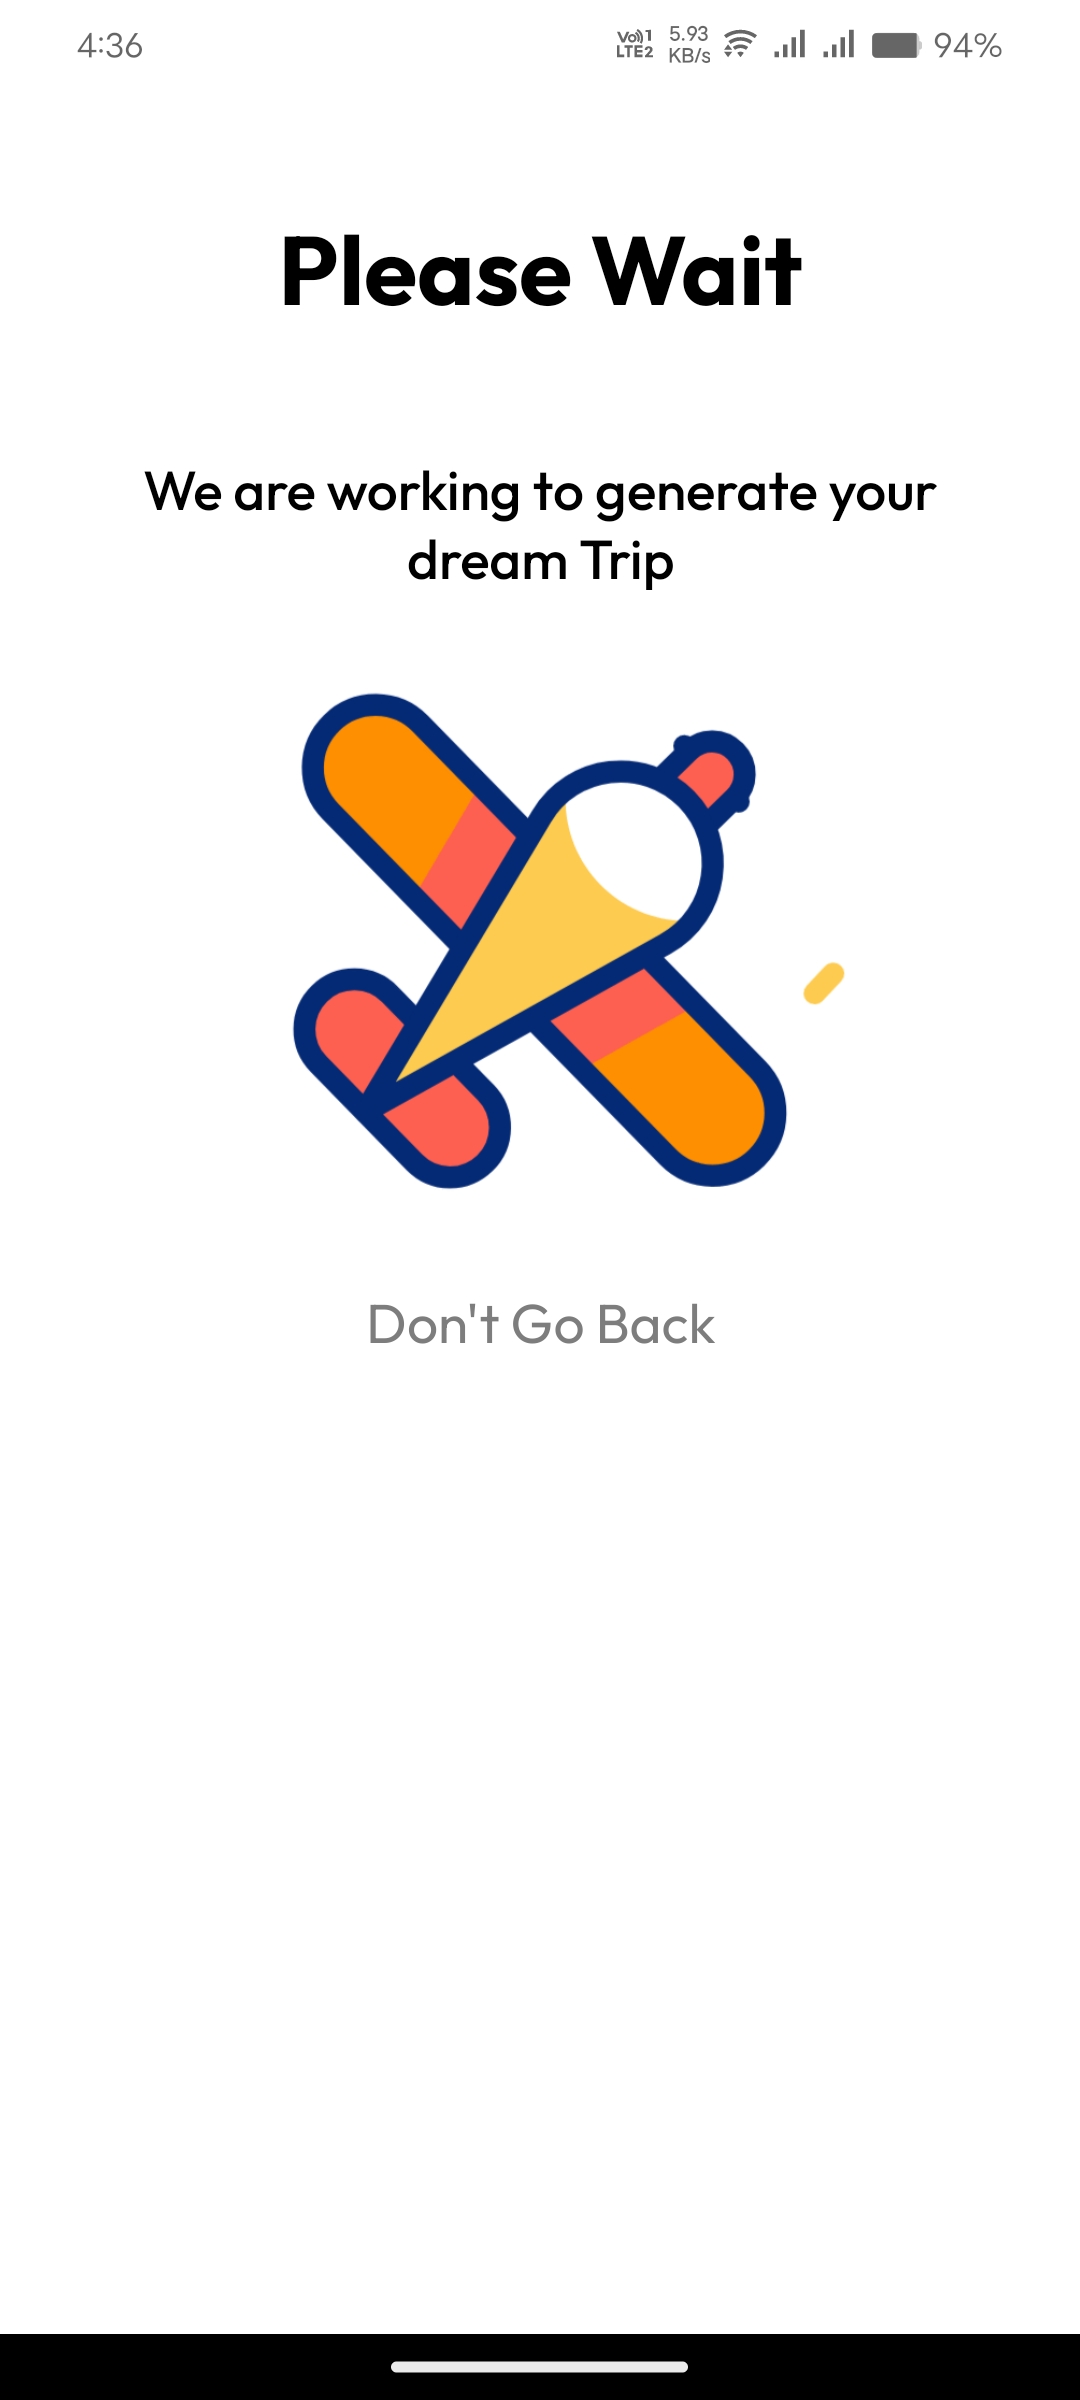 4:36
Vo))1
LTE2
5.93
KB/s
94%
Please Wait
We are working to generate your
dream Trip
Don't Go Back